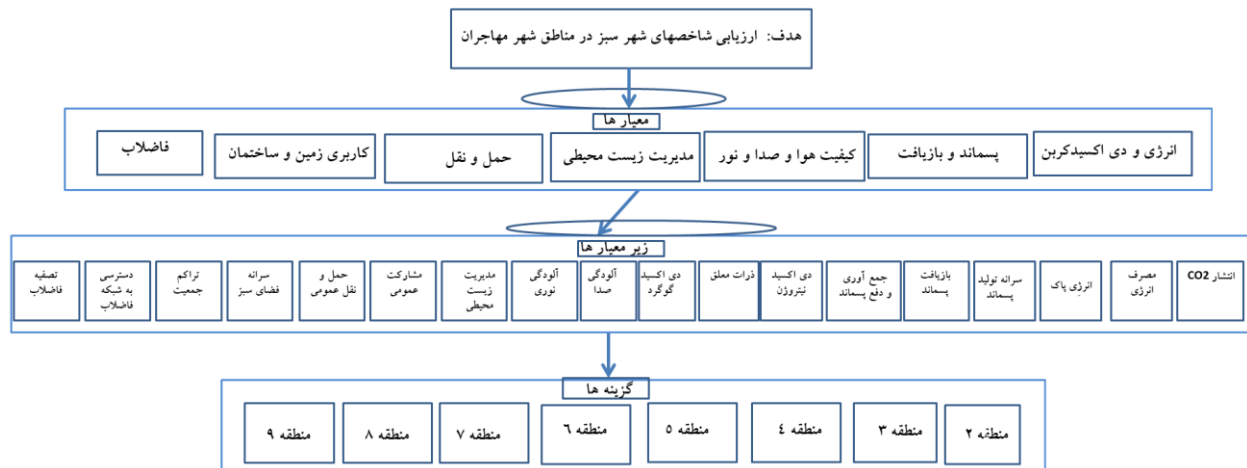 هدف: ارزیابی شاخصهای شهر سبز در مناطق شهر مهاجران
معیار ها
انرژی و دی اکسیدکربن
پسماند و بازیافت
کیفیت هوا و صدا و نور
مدیریت زیست محیطی
حمل و نقل
کاربری زمین و ساختمان
فاضلاب
زیر معیار ها
انتشار CO2
مصرف
انرژی
انرژی پاک
سرانه تولید
پسماند
بازیافت
پسماند
جمع آوری
و دفع پسماند
دی اکسید
نیتروژن
ذرات معلق
دی اکسید
گوگرد
آلودگی
صدا
آلودگی
نوری
مدیریت
زیست
محیطی
مشارکت
عمومی
حمل و
نقل عمومی
سرانه
فضای سبز
تراکم
جمعیت
دسترسی
به شبکه
فاضلاب
تصفیه
فاضلاب
گزینه ها
منطقه ۲
منطقه ۳
منطقه ٤
منطقه ٥
منطقه ٦
منطقه ۷
منطقه ۸
منطقه ۹